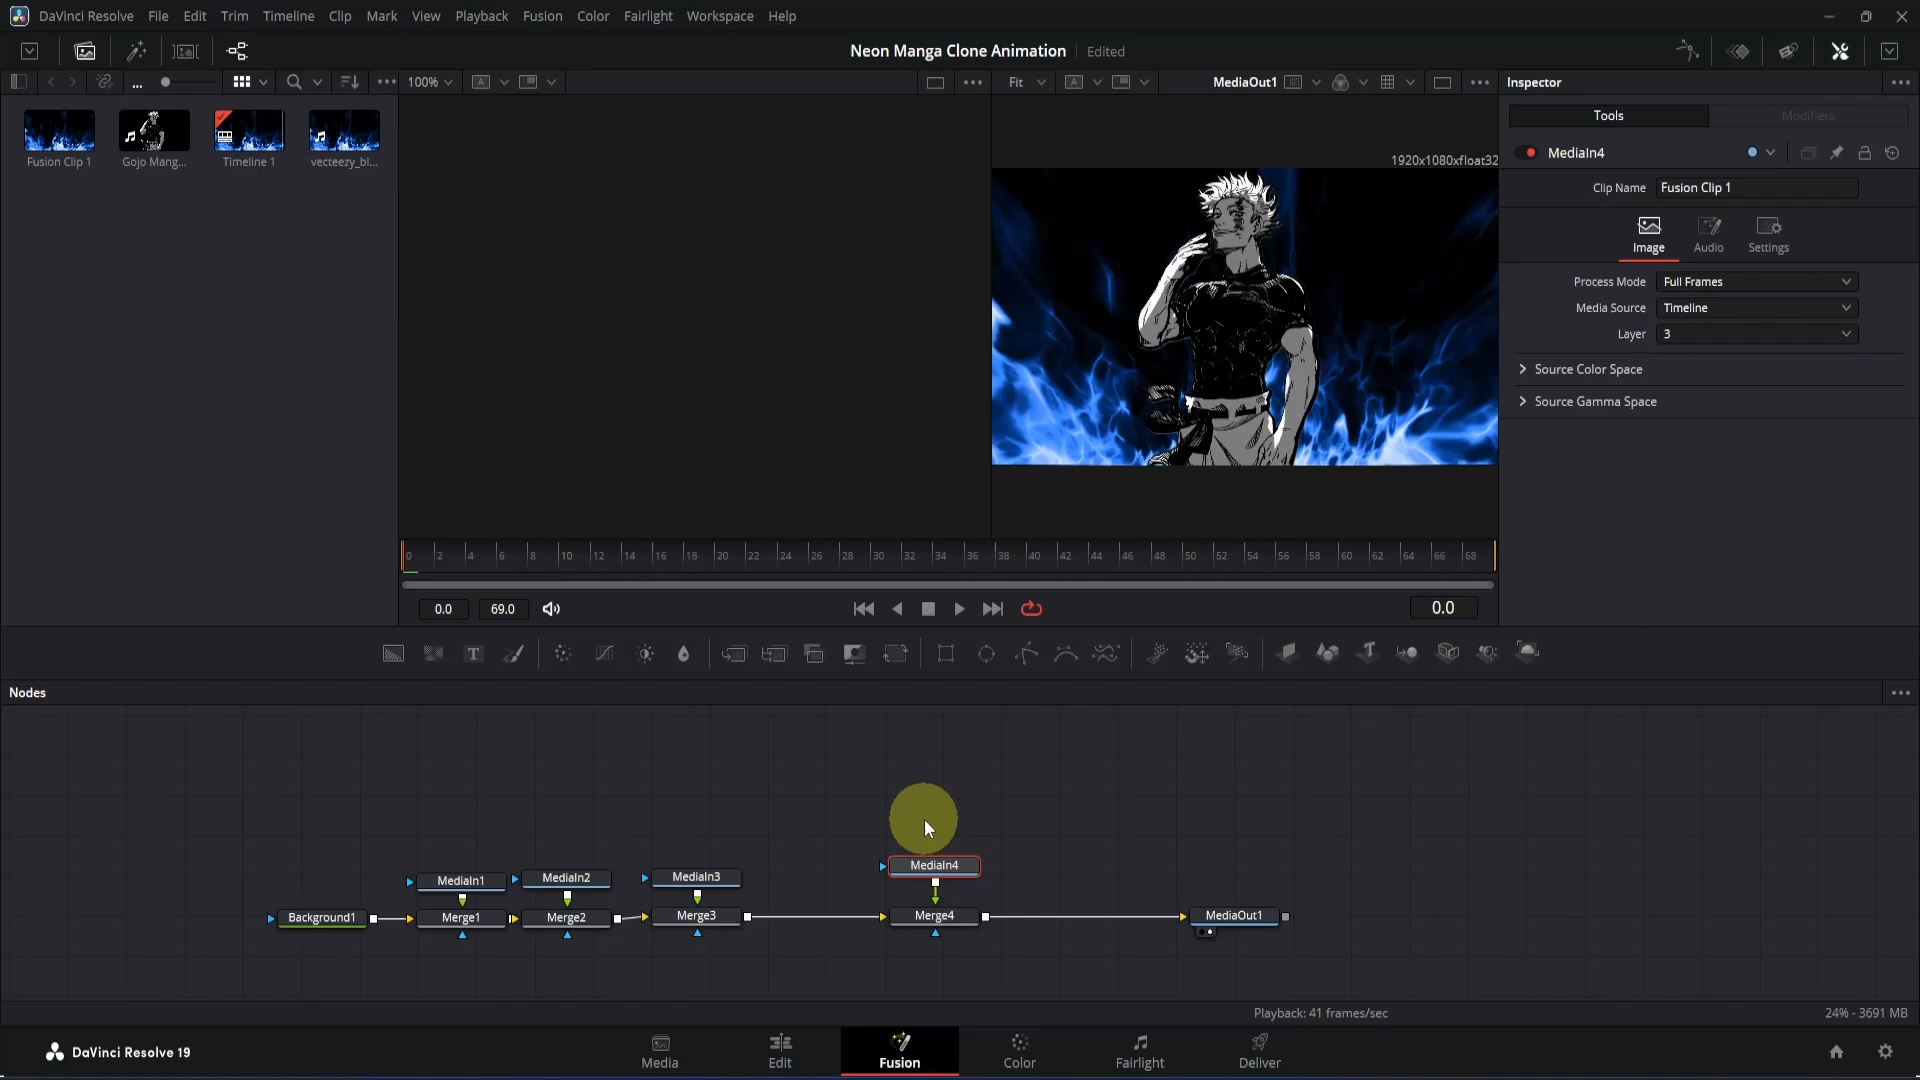 DaVinci Resolve File Edit Trim Timeline Clip Mark View Playback Fusion Color Fairlight Workspace Help
Neon Manga Clone Animation Edited
... 100% Fit MediaOut1 Inspector
Tools Modifiers
MediaIn4
Clip Name Fusion Clip 1
Image Audio Settings
Process Mode Full Frames
Media Source Timeline
Layer 3
Source Color Space
Source Gamma Space
Fusion Clip 1 Gojo Mang... Timeline 1 vecteezy_bl...
1920x1080xfloat32
0 2 4 6 8 10 12 14 16 18 20 22 24 26 28 30 32 34 36 38 40 42 44 46 48 50 52 54 56 58 60 62 64 66 68
0.0 69.0 0.0
Nodes
MediaIn1 MediaIn2 MediaIn3 MediaIn4
Background1 Merge1 Merge2 Merge3 Merge4 MediaOut1
Playback: 41 frames/sec 24% - 3691 MB
DaVinci Resolve 19 Media Edit Fusion Color Fairlight Deliver